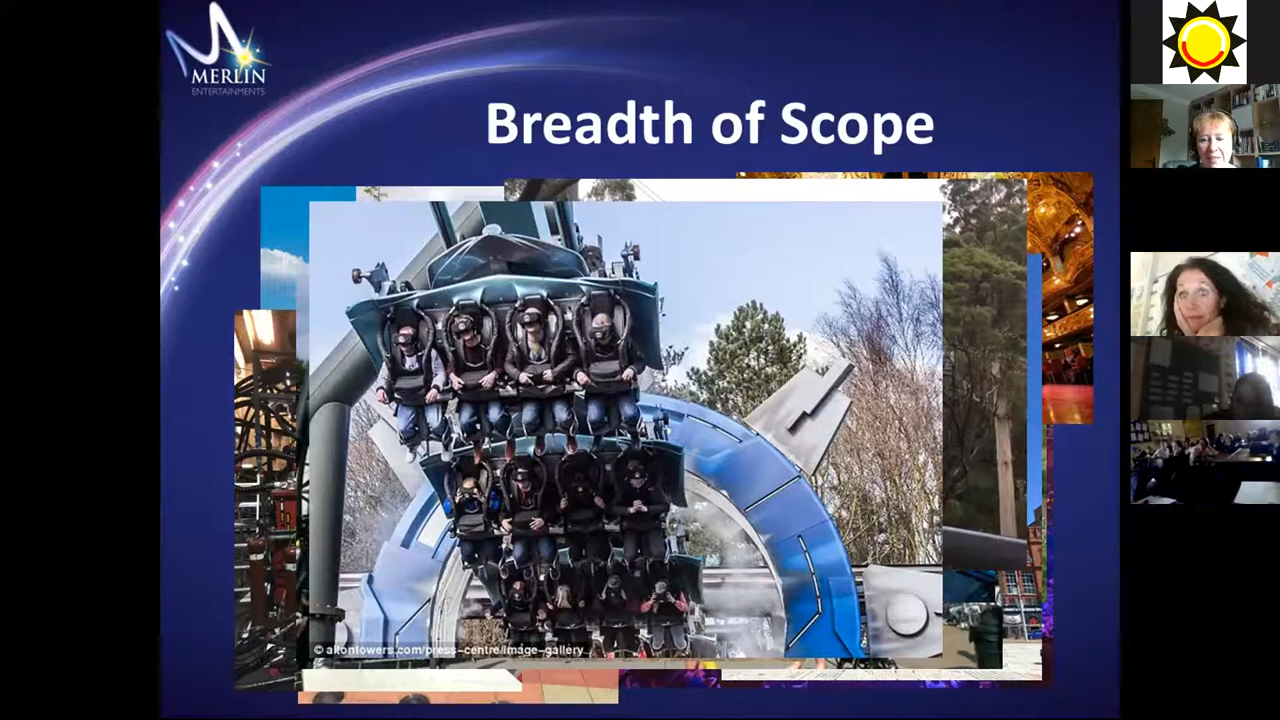 MERLIN
ENTERTAINMENTS
Breadth of Scope
© altontowers.com/press-centre/image-gallery